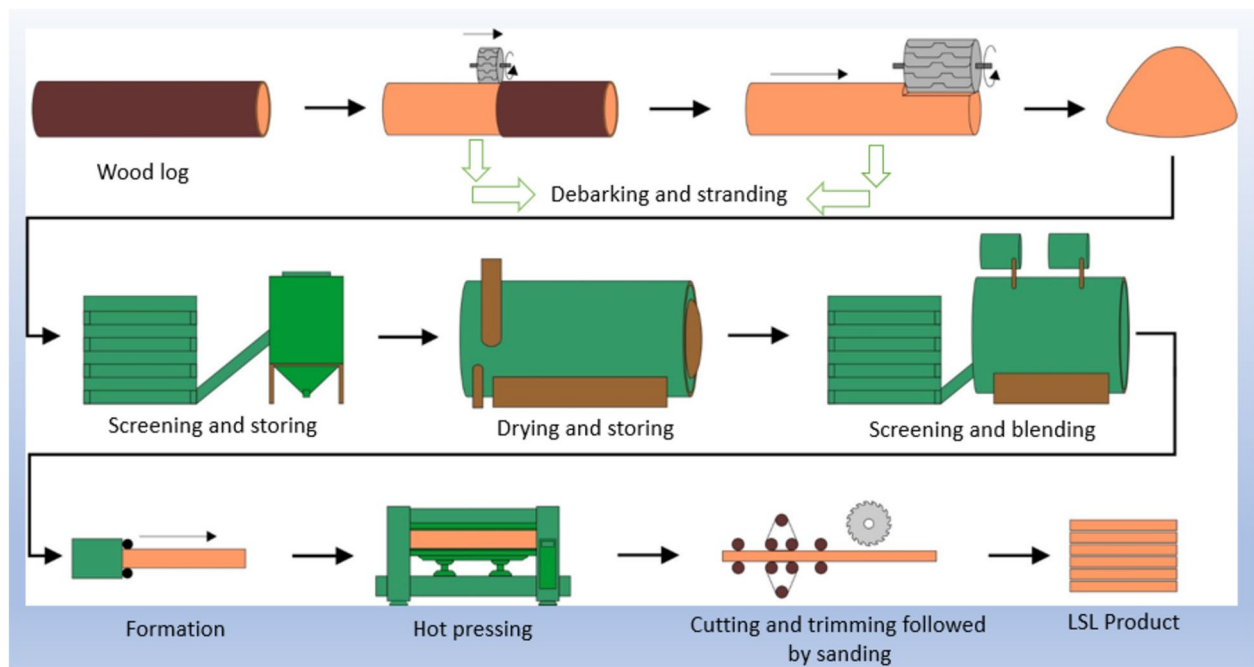 Wood log
Debarking and stranding
Screening and storing
Drying and storing
Screening and blending
Formation
Hot pressing
Cutting and trimming followed
by sanding
LSL Product